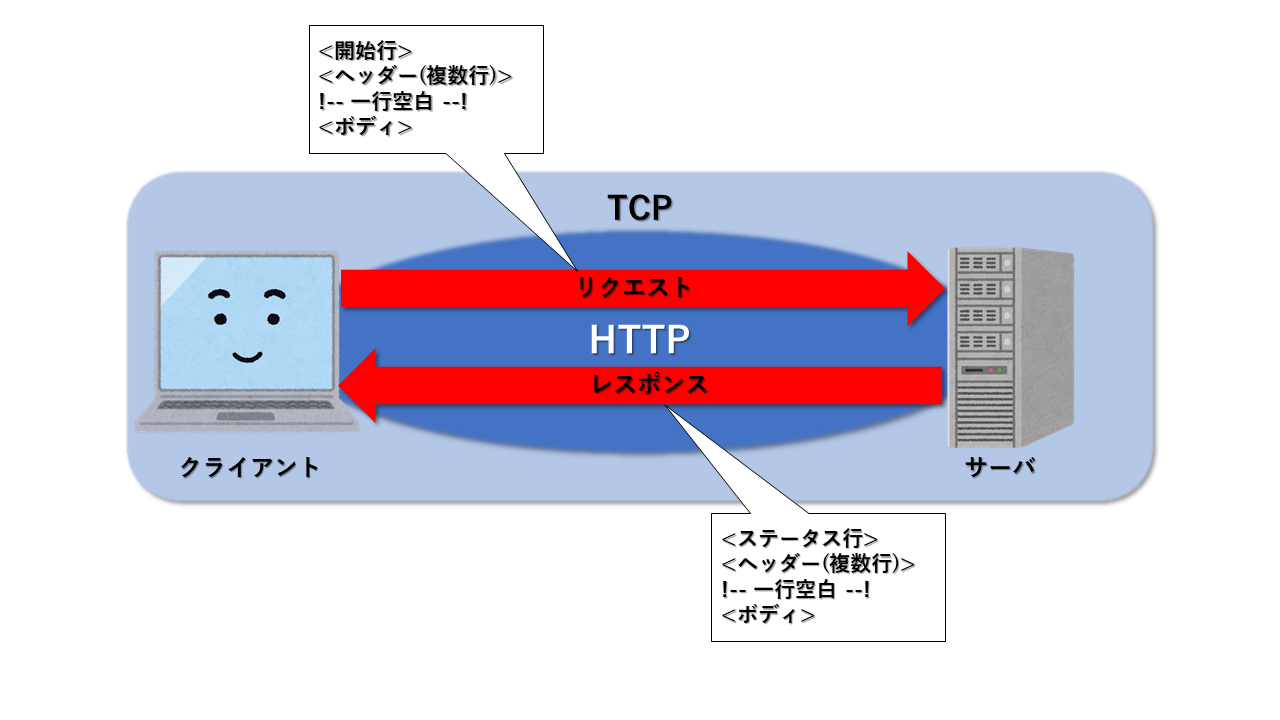 <開始行>
<ヘッダー(複数行)>
!-- 一行空白 --!
<ボディ>
TCP
リクエスト
HTTP
レスポンス
クライアント
サーバ
<ステータス行>
<ヘッダー(複数行)>
!-- 一行空白 --!
<ボディ>